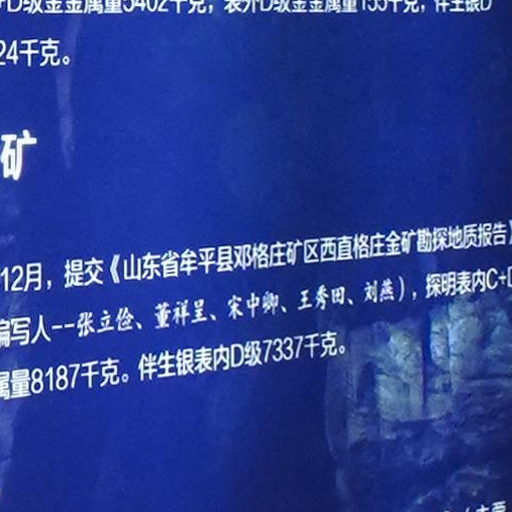 D级金金属量5402千克，表外D级金金属量155千克，伴生银D
24千克。
矿
12月，提交《山东省牟平县邓格庄矿区西直格庄金矿勘探地质报告》
编写人--张立俭、董祥呈、宋中卿、王秀田、刘燕），探明表内C+D
属量8187千克。伴生银表内D级7337千克。